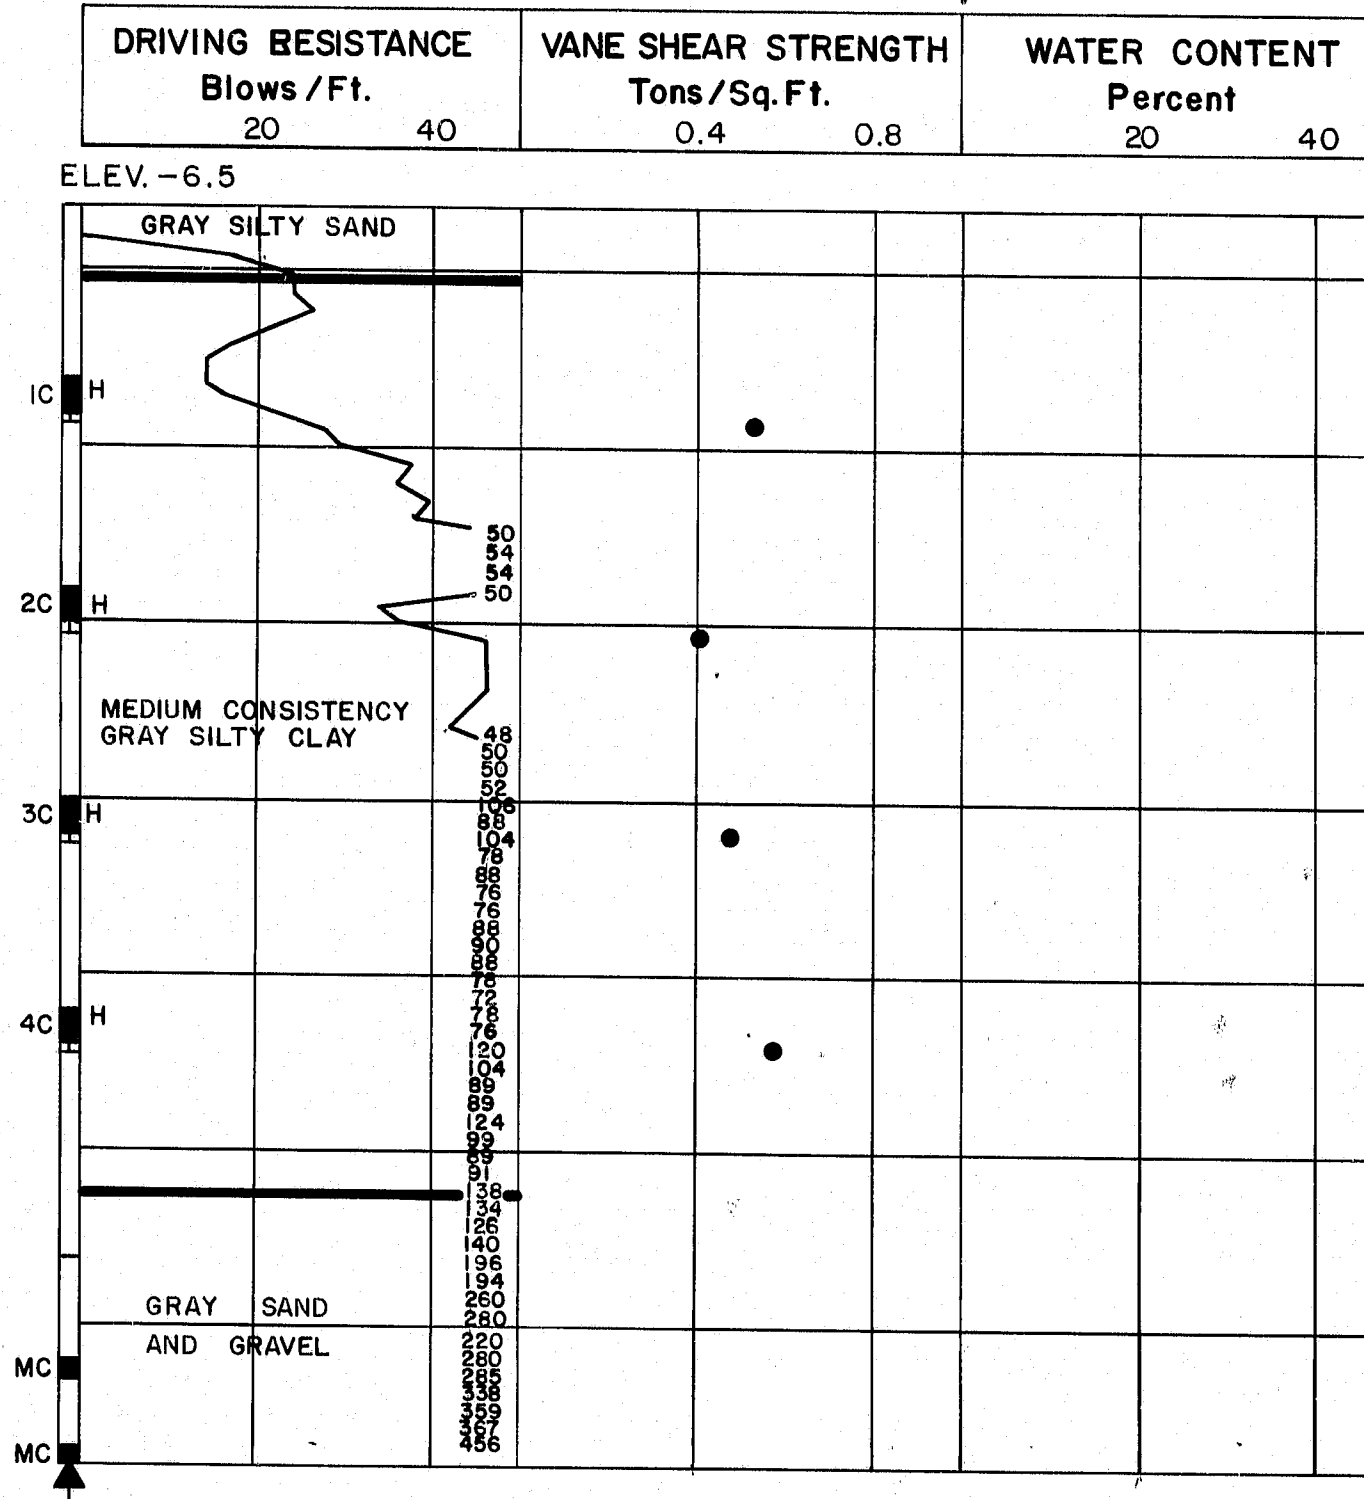 DRIVING RESISTANCE
Blows/Ft.
20 40
VANE SHEAR STRENGTH
Tons/Sq.Ft.
0.4 0.8
WATER CONTENT
Percent
20 40
ELEV. -6.5
GRAY SILTY SAND
1C H
50
54
54
50
2C H
MEDIUM CONSISTENCY
GRAY SILTY CLAY
48
50
50
52
106
3C H
88
104
78
88
76
76
88
90
88
78
72
78
4C H
76
120
104
89
89
124
99
89
91
138
134
126
140
196
194
260
GRAY SAND
280
AND GRAVEL
220
280
MC
285
338
359
367
456
MC